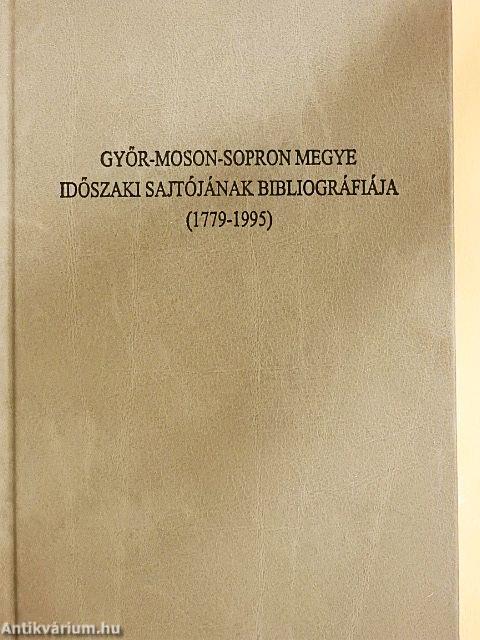 GYŐR-MOSON-SOPRON MEGYE
IDŐSZAKI SAJTÓJÁNAK BIBLIOGRÁFIÁJA
(1779-1995)
Antikvárium.hu